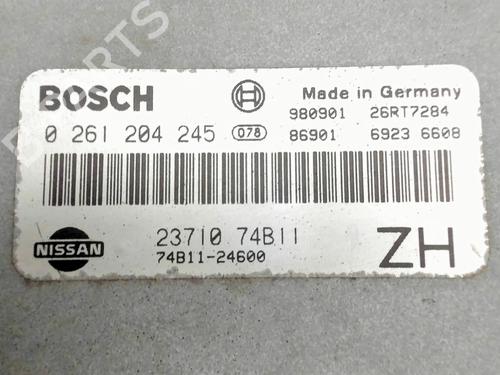 BOSCH
Made in Germany
980901 26RT7284
0 261 204 245 078
86901 6923 6608
NISSAN
23710 74B11
74B11-24600
ZH
PARTS